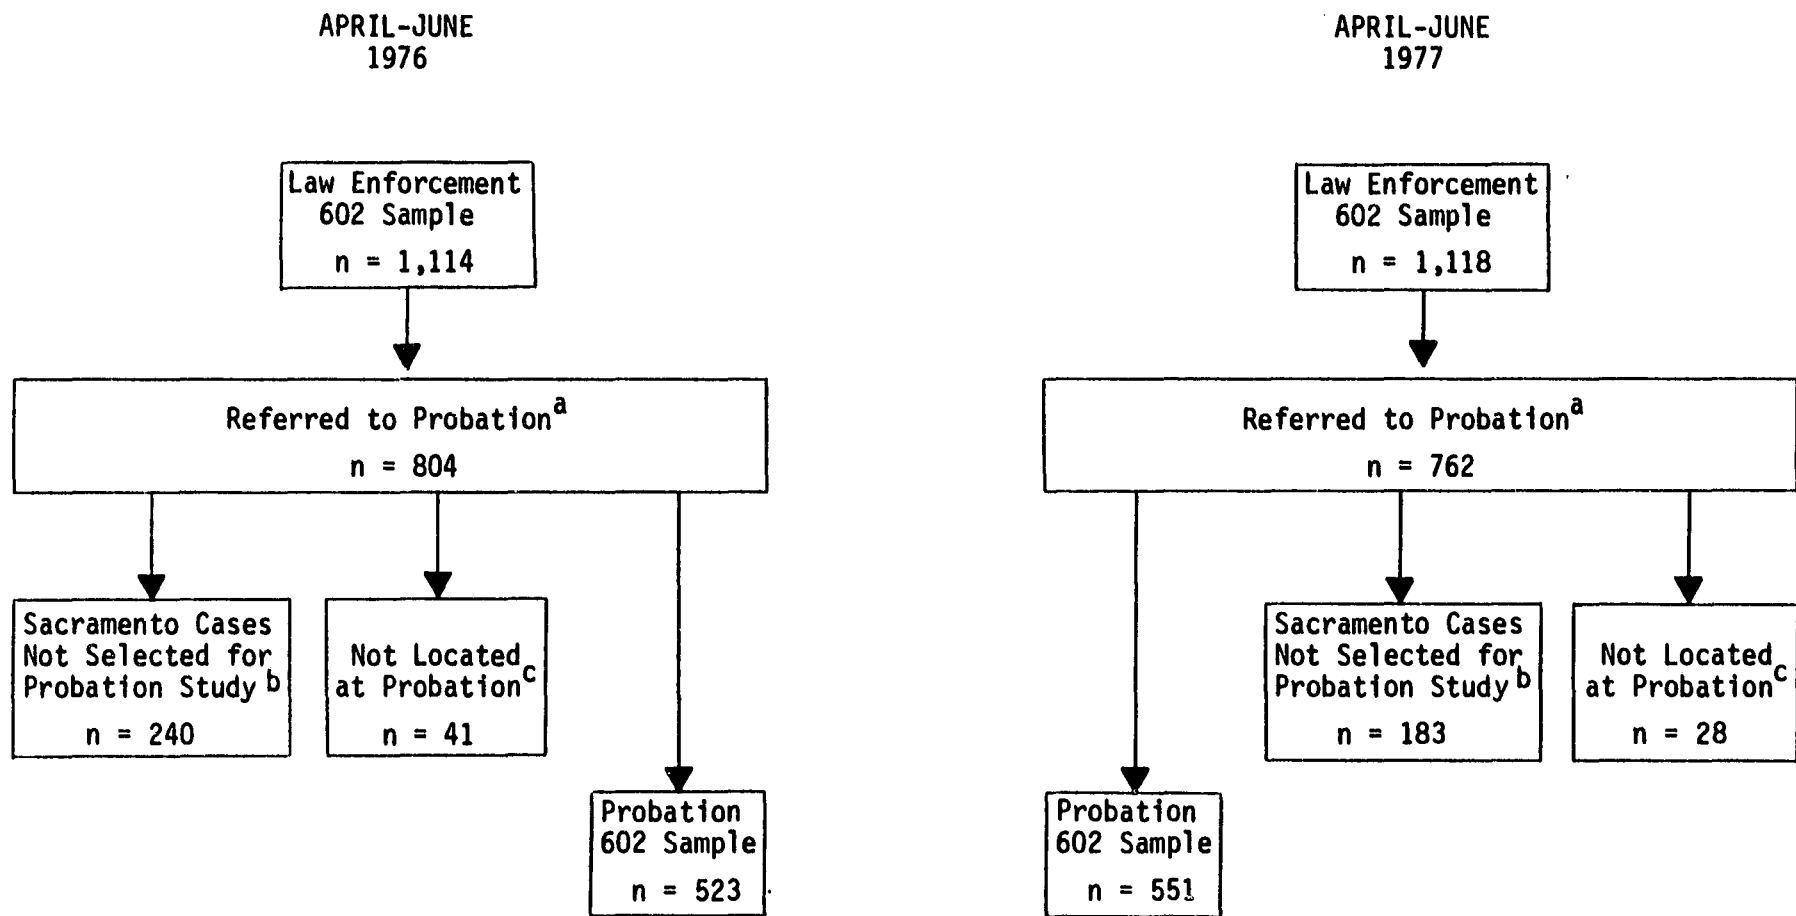 APRIL-JUNE
1976
Law Enforcement
602 Sample
n = 1,114
Referred to Probation a
n = 804
Sacramento Cases
Not Selected for
Probation Study b
n = 240
Not Located
at Probation c
n = 41
Probation
602 Sample
n = 523
APRIL-JUNE
1977
Law Enforcement
602 Sample
n = 1,118
Referred to Probation a
n = 762
Probation
602 Sample
n = 551
Sacramento Cases
Not Selected for
Probation Study b
n = 183
Not Located
at Probation c
n = 28